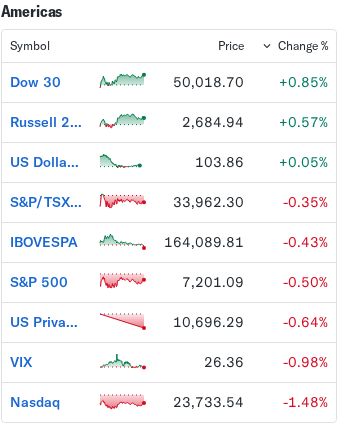 Americas
Symbol Price Change %
Dow 30 50,018.70 +0.85%
Russell 2... 2,684.94 +0.57%
US Dolla... 103.86 +0.05%
S&P/TSX... 33,962.30 -0.35%
IBOVESPA 164,089.81 -0.43%
S&P 500 7,201.09 -0.50%
US Priva... 10,696.29 -0.64%
VIX 26.36 -0.98%
Nasdaq 23,733.54 -1.48%